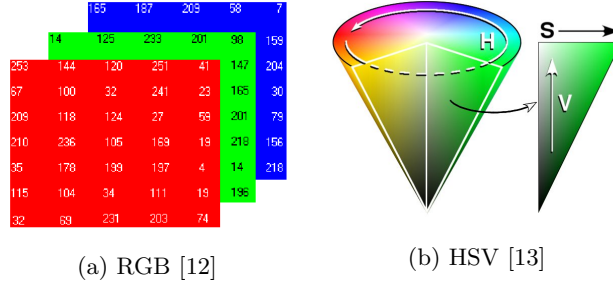 165 187 209 58 7
14 125 233 201 98 159
253 144 120 251 41 147 204
67 100 32 241 23 165 30
209 118 124 27 59 201 79
210 236 105 169 19 218 156
35 178 199 197 4 14 218
115 104 34 111 19 196
32 69 231 203 74
(a) RGB [12]
H
S
V
(b) HSV [13]